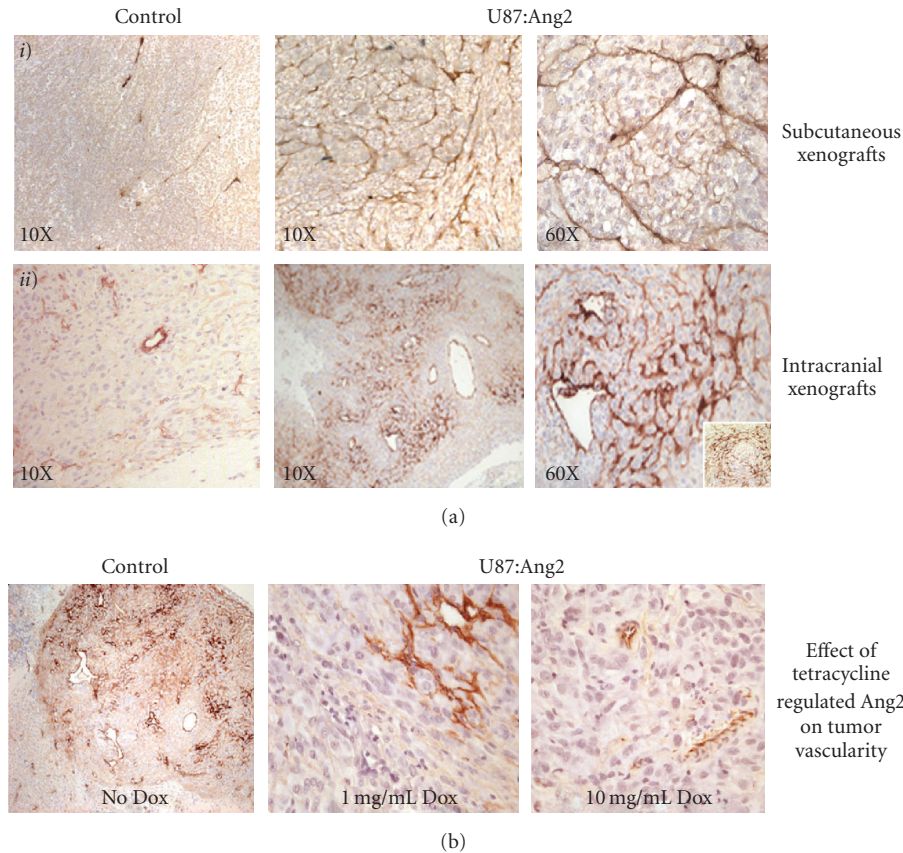 Control
U87:Ang2
i)
10X
10X
60X
Subcutaneous
xenografts
ii)
10X
10X
60X
Intracranial
xenografts
(a)
Control
U87:Ang2
No Dox
1 mg/mL Dox
10 mg/mL Dox
Effect of
tetracycline
regulated Ang2
on tumor
vascularity
(b)